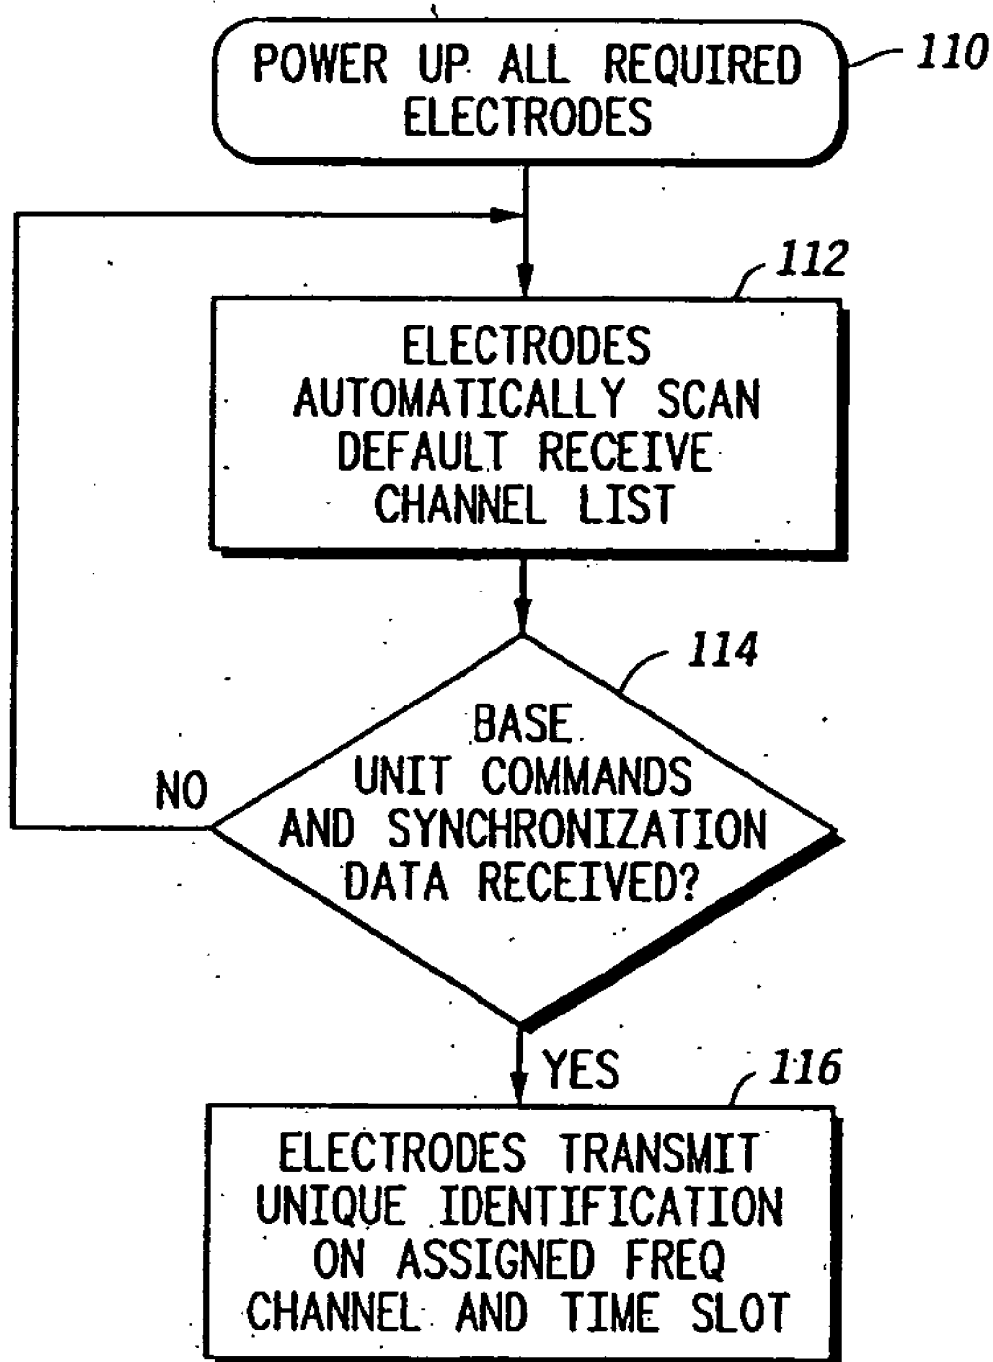 POWER UP ALL REQUIRED
ELECTRODES
110
112
ELECTRODES
AUTOMATICALLY SCAN
DEFAULT RECEIVE
CHANNEL LIST
114
BASE
UNIT COMMANDS
AND SYNCHRONIZATION
DATA RECEIVED?
NO
YES
116
ELECTRODES TRANSMIT
UNIQUE IDENTIFICATION
ON ASSIGNED FREQ
CHANNEL AND TIME SLOT